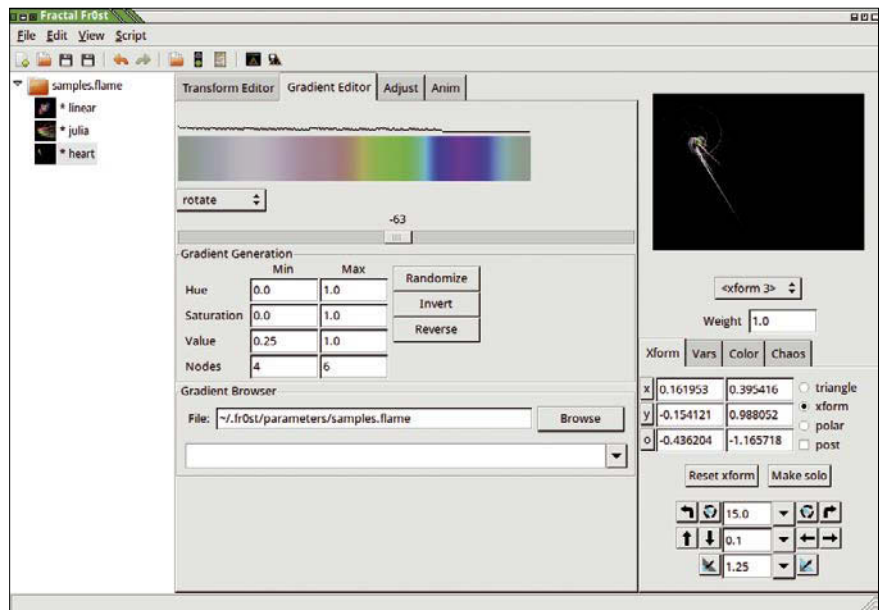 Fractal Fr0st
File Edit View Script
samples.flame
* linear
* julia
* heart
Transform Editor Gradient Editor Adjust Anim
rotate
-63
Gradient Generation
Min Max
Hue 0.0 1.0
Saturation 0.0 1.0
Value 0.25 1.0
Nodes 4 6
Randomize
Invert
Reverse
Gradient Browser
File: ~/.fr0st/parameters/samples.flame Browse
<xform 3>
Weight 1.0
Xform Vars Color Chaos
x 0.161953 0.395416 triangle
y -0.154121 0.988052 xform
polar
o -0.436204 -1.165718 post
Reset xform Make solo
15.0
0.1
1.25